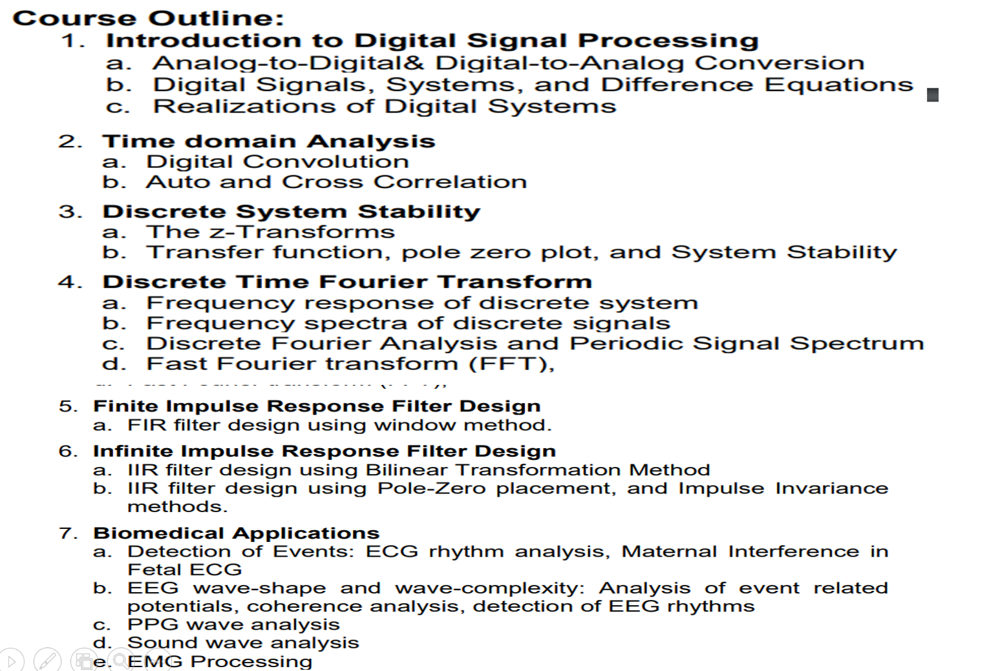 Course Outline:
1. Introduction to Digital Signal Processing
a. Analog-to-Digital& Digital-to-Analog Conversion
b. Digital Signals, Systems, and Difference Equations
c. Realizations of Digital Systems
2. Time domain Analysis
a. Digital Convolution
b. Auto and Cross Correlation
3. Discrete System Stability
a. The z-Transforms
b. Transfer function, pole zero plot, and System Stability
4. Discrete Time Fourier Transform
a. Frequency response of discrete system
b. Frequency spectra of discrete signals
c. Discrete Fourier Analysis and Periodic Signal Spectrum
d. Fast Fourier transform (FFT),
5. Finite Impulse Response Filter Design
a. FIR filter design using window method.
6. Infinite Impulse Response Filter Design
a. IIR filter design using Bilinear Transformation Method
b. IIR filter design using Pole-Zero placement, and Impulse Invariance
methods.
7. Biomedical Applications
a. Detection of Events: ECG rhythm analysis, Maternal Interference in
Fetal ECG
b. EEG wave-shape and wave-complexity: Analysis of event related
potentials, coherence analysis, detection of EEG rhythms
c. PPG wave analysis
d. Sound wave analysis
e. EMG Processing